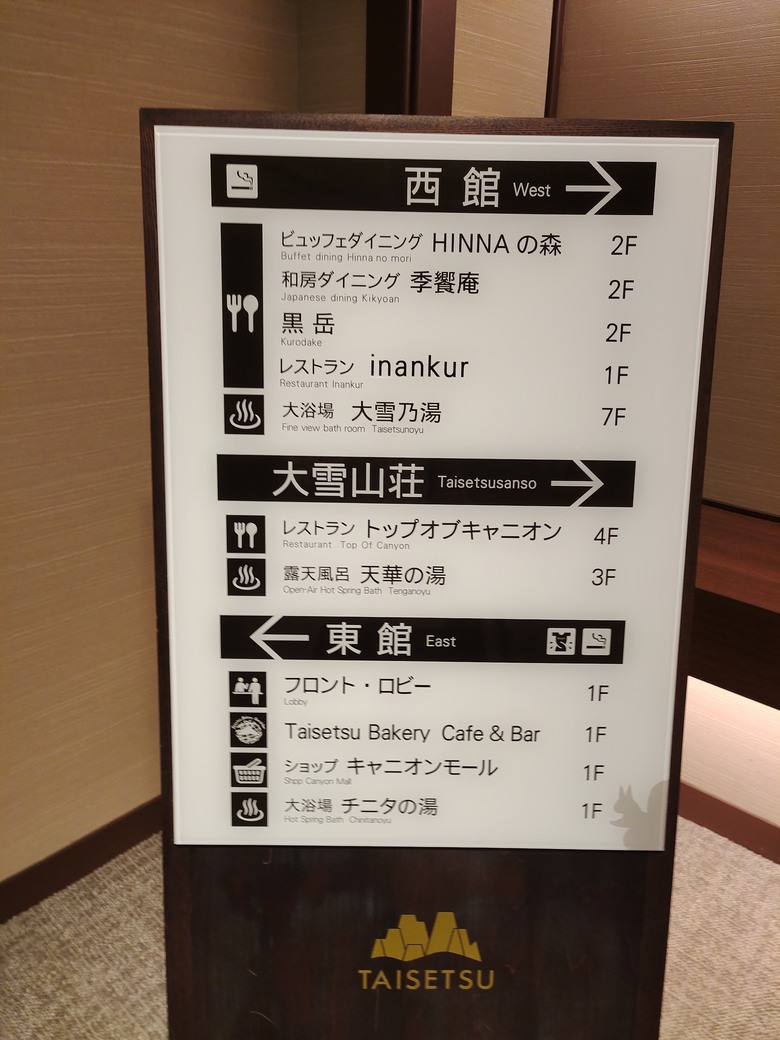 西館 West
ビュッフェダイニング HINNAの森 2F
Buffet dining Hinna no mori
和房ダイニング 季饗庵 2F
Japanese dining Kikyoan
黒岳 2F
Kurodake
レストラン inankur 1F
Restaurant Inankur
大浴場 大雪乃湯 7F
Fine view bath room Taisetsunoyu
大雪山荘 Taisetsusanso
レストラン トップオブキャニオン 4F
Restaurant Top Of Canyon
露天風呂 天華の湯 3F
Open-Air Hot Spring Bath Tenganoyu
東館 East
フロント・ロビー 1F
Lobby
Taisetsu Bakery Cafe & Bar 1F
ショップ キャニオンモール 1F
Shop Canyon Mall
大浴場 チニタの湯 1F
Hot Spring Bath Chinitanoyu
TAISETSU